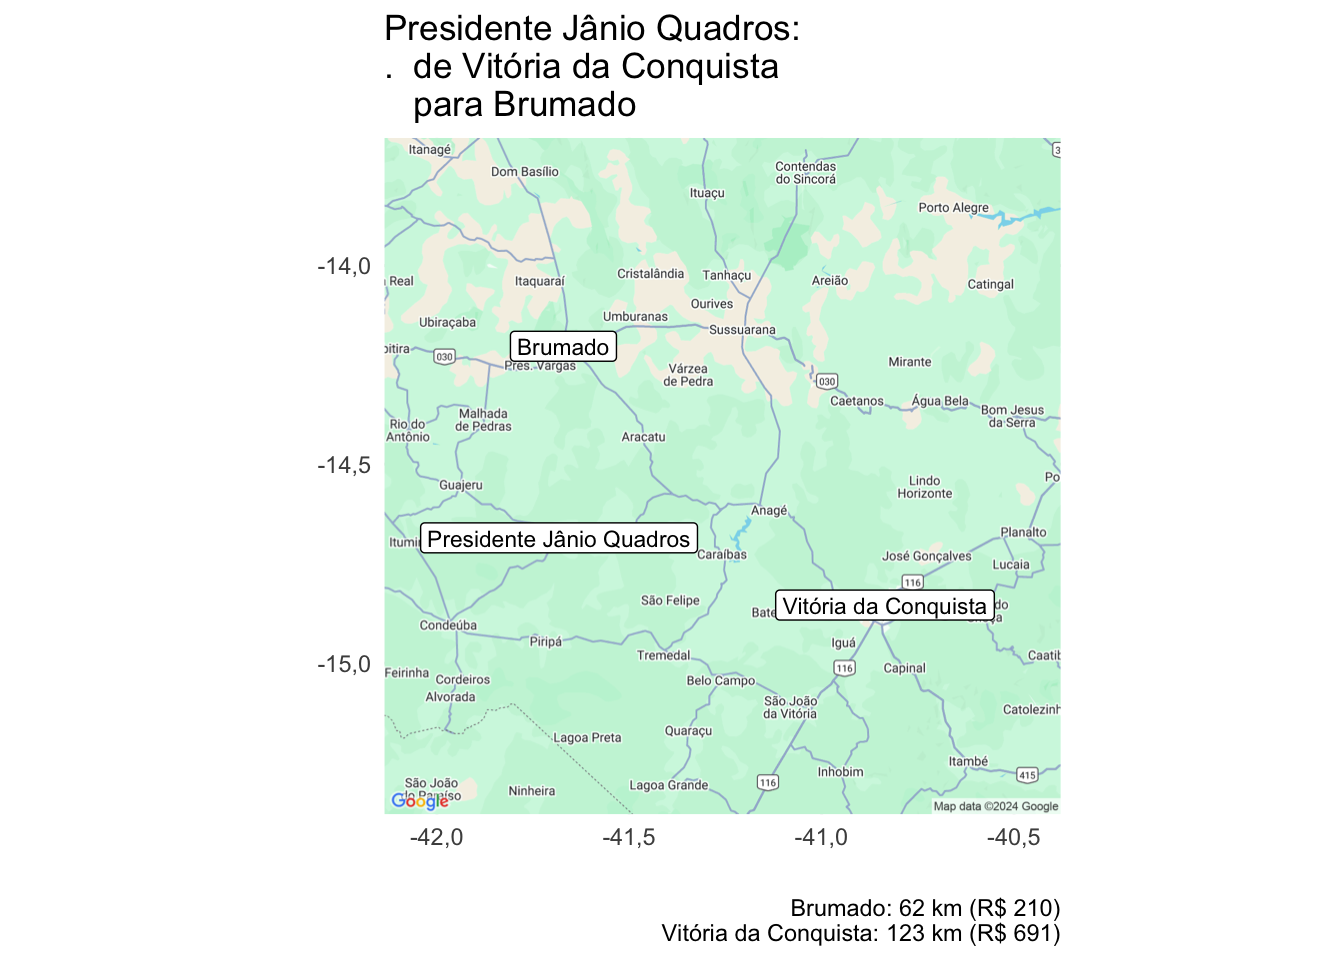 Presidente Jânio Quadros:
. de Vitória da Conquista
para Brumado
Itanagé
Dom Basílio
Contendas
do Sincorá
3
Ituaçu
Porto Alegre
-14,0
Real
Itaquaraí
Cristalândia
Tanhaçu
Areião
Catingal
Ourives
Ubiraçaba
Umburanas
Sussuarana
Brumado
bitira
030
Pres. Vargas
Várzea
de Pedra
Mirante
030
Caetanos
Água Bela
Bom Jesus
da Serra
Malhada
de Pedras
Rio do
Antônio
Aracatu
-14,5
Guajeru
Lindo
Horizonte
Po
Anagé
Planalto
Itumi
Presidente Jânio Quadros
Caraíbas
José Gonçalves
Lucaia
116
São Felipe
Bate
Vitória da Conquista
do
Condeúba
Piripá
Iguá
Tremedal
Caatib
-15,0
Feirinha
Cordeiros
116
Capinal
Belo Campo
Alvorada
São João
da Vitória
Catolezinh
Quaraçu
Lagoa Preta
Itambé
Inhobim
415
São João
do Paraíso
Ninheira
Lagoa Grande
116
Google
Map data ©2024 Google
-42,0
-41,5
-41,0
-40,5
Brumado: 62 km (R$ 210)
Vitória da Conquista: 123 km (R$ 691)